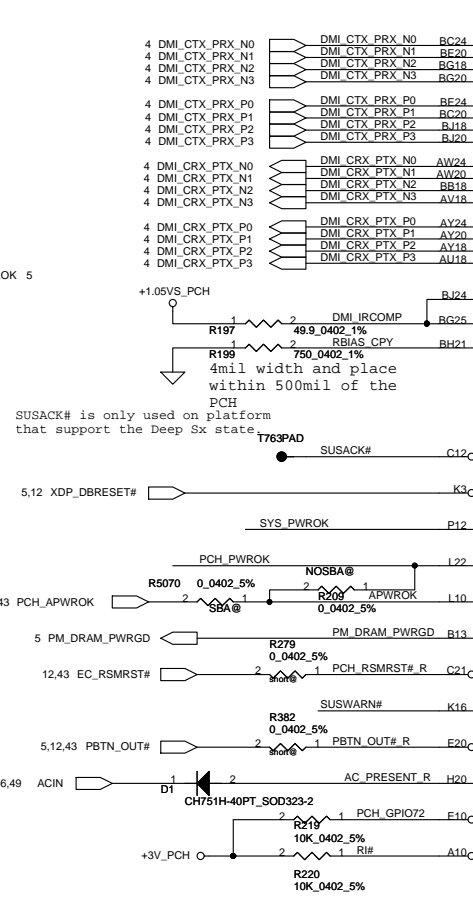 4 DMI_CTX_PRX_N0 DMI_CTX_PRX_N0 BC24
4 DMI_CTX_PRX_N1 DMI_CTX_PRX_N1 BE20
4 DMI_CTX_PRX_N2 DMI_CTX_PRX_N2 BG18
4 DMI_CTX_PRX_N3 DMI_CTX_PRX_N3 BG20
4 DMI_CTX_PRX_P0 DMI_CTX_PRX_P0 BE24
4 DMI_CTX_PRX_P1 DMI_CTX_PRX_P1 BC20
4 DMI_CTX_PRX_P2 DMI_CTX_PRX_P2 BJ18
4 DMI_CTX_PRX_P3 DMI_CTX_PRX_P3 BJ20
4 DMI_CRX_PTX_N0 DMI_CRX_PTX_N0 AW24
4 DMI_CRX_PTX_N1 DMI_CRX_PTX_N1 AW20
4 DMI_CRX_PTX_N2 DMI_CRX_PTX_N2 BB18
4 DMI_CRX_PTX_N3 DMI_CRX_PTX_N3 AV18
4 DMI_CRX_PTX_P0 DMI_CRX_PTX_P0 AY24
4 DMI_CRX_PTX_P1 DMI_CRX_PTX_P1 AY20
4 DMI_CRX_PTX_P2 DMI_CRX_PTX_P2 AY18
4 DMI_CRX_PTX_P3 DMI_CRX_PTX_P3 AU18
OK 5
+1.05VS_PCH
BJ24
1 2 DMI_IRCOMP BG25
R197 49.9_0402_1%
1 2 RBIAS_CPY BH21
R199 750_0402_1%
4mil width and place
within 500mil of the
PCH
SUSACK# is only used on platform
that support the Deep Sx state.
T763PAD
SUSACK# C12
5,12 XDP_DBRESET# K3
SYS_PWROK P12
PCH_PWROK L22
NOSBA@
R5070 0_0402_5% 2 1
43 PCH_APWROK 2 1 R209 APWROK L10
SBA@ 0_0402_5%
5 PM_DRAM_PWRGD PM_DRAM_PWRGD B13
R279
0_0402_5%
12,43 EC_RSMRST# 2 1 PCH_RSMRST#_R C21
short@
SUSWARN# K16
R382
0_0402_5%
5,12,43 PBTN_OUT# 2 1 PBTN_OUT#_R E20
short@
6,49 ACIN 1 2 AC_PRESENT_R H20
D1
CH751H-40PT_SOD323-2
2 1 PCH_GPIO72 E10
R219
10K_0402_5%
+3V_PCH 2 1 RI# A10
R220
10K_0402_5%